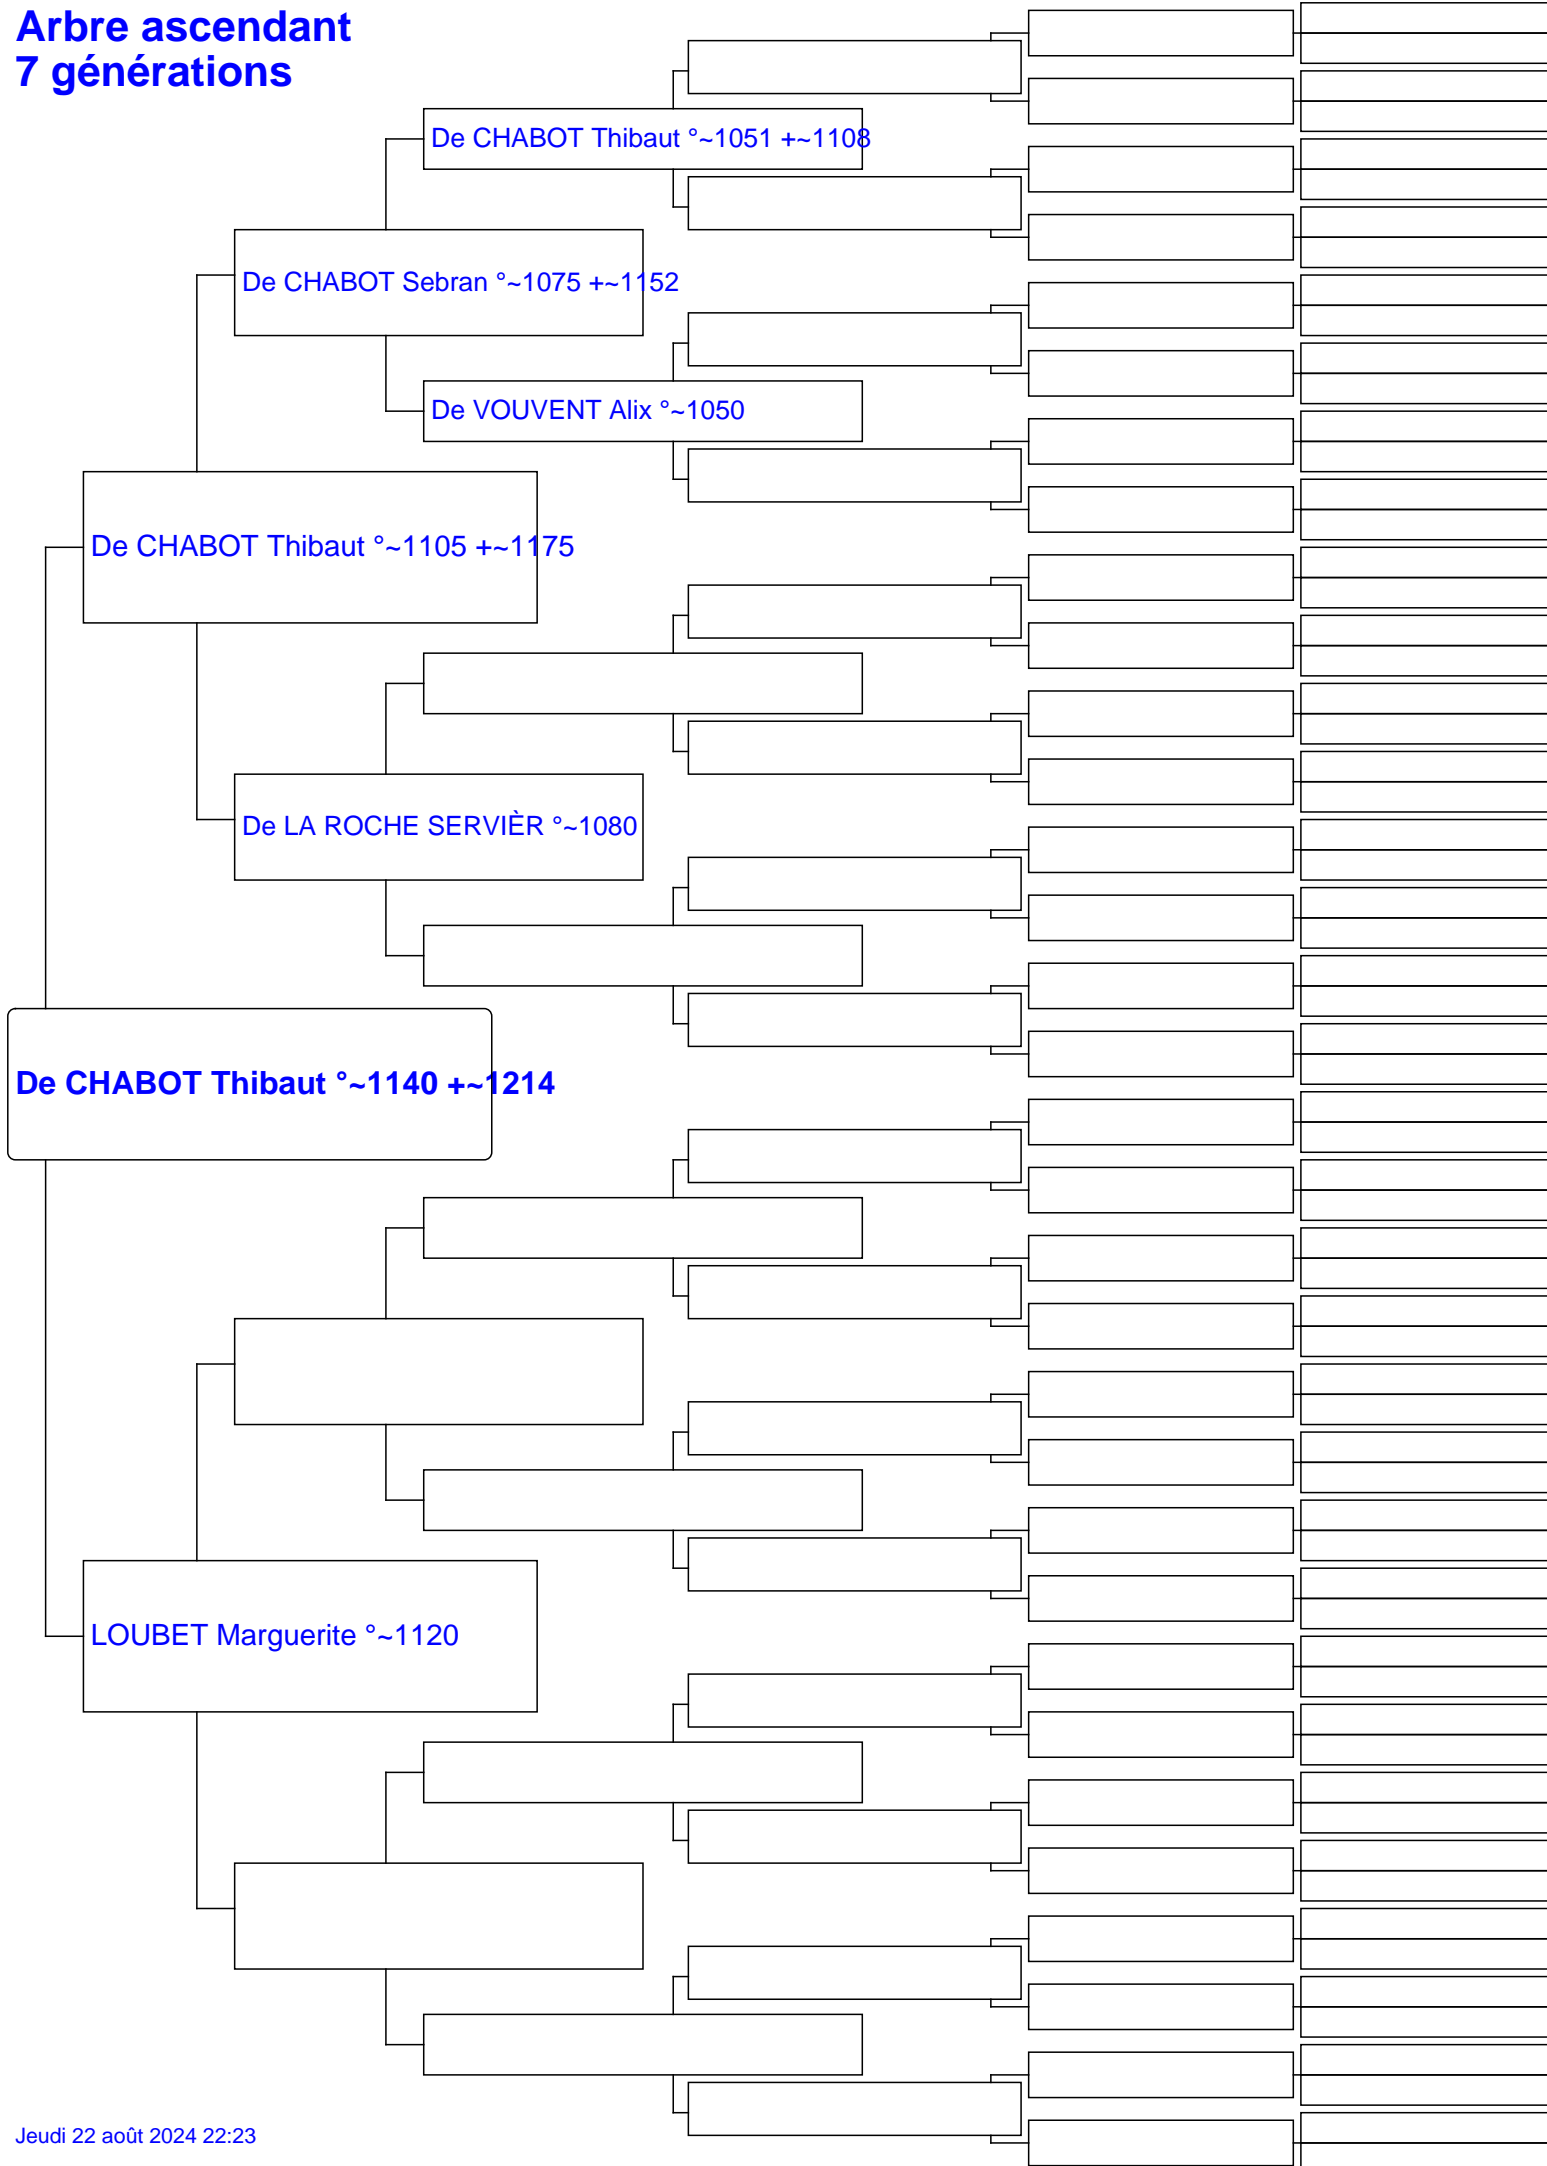 Arbre ascendant
7 générations
De CHABOT Thibaut °~1051 +~1108
De CHABOT Sebran °~1075 +~1152
De VOUVENT Alix °~1050
De CHABOT Thibaut °~1105 +~1175
De LA ROCHE SERVIÈR °~1080
De CHABOT Thibaut °~1140 +~1214
LOUBET Marguerite °~1120
Jeudi 22 août 2024 22:23